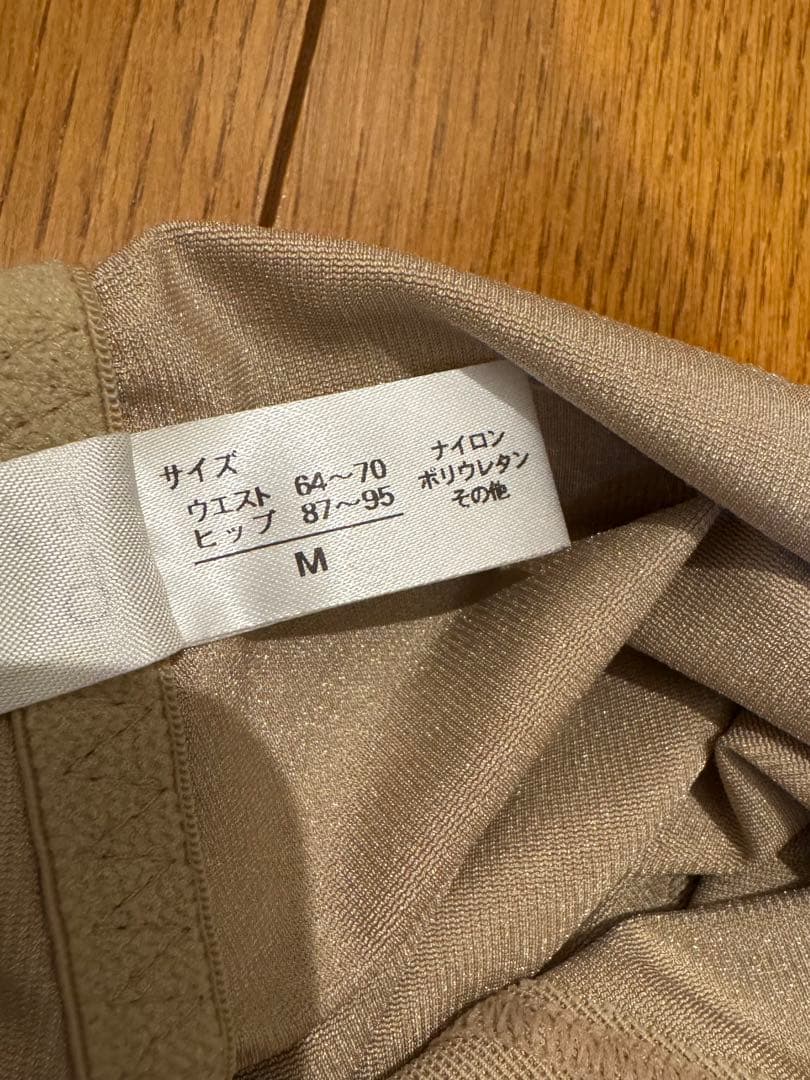 サイズ
ウエスト 64〜70
ヒップ 87〜95
M
ナイロン
ポリウレタン
その他